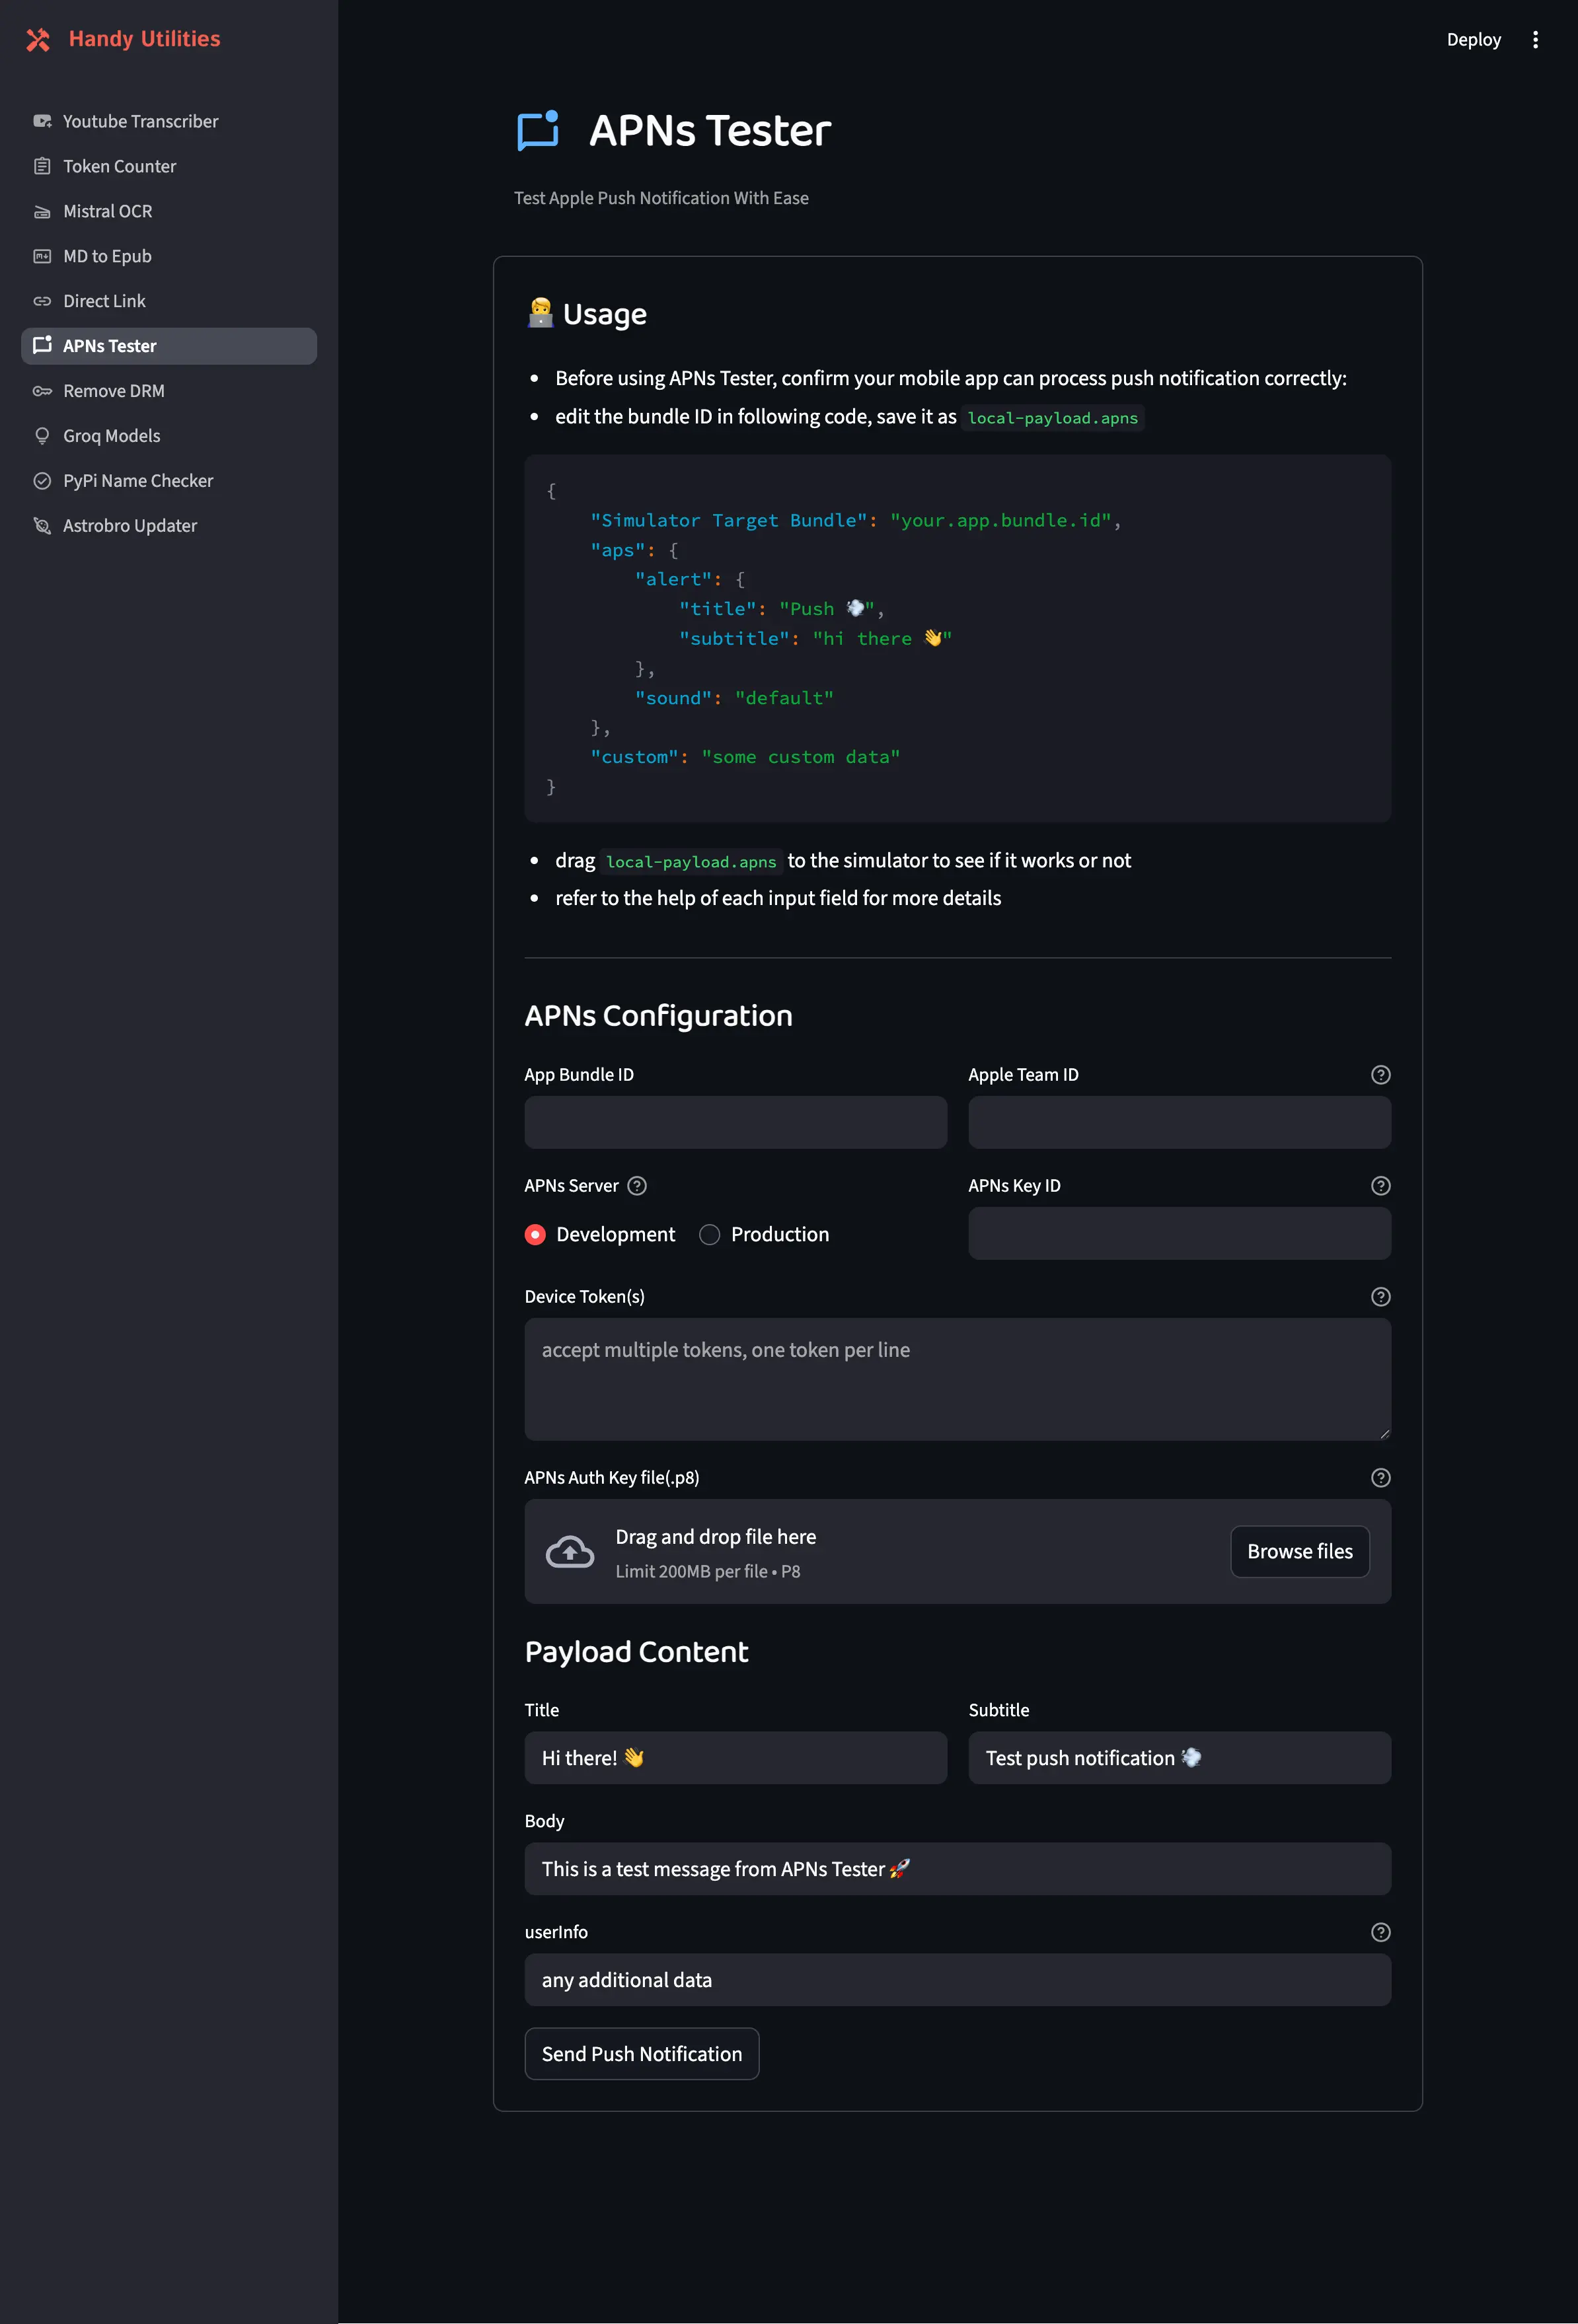 Handy Utilities
Deploy
Youtube Transcriber
Token Counter
Mistral OCR
MD to Epub
Direct Link
APNs Tester
Remove DRM
Groq Models
PyPi Name Checker
Astrobro Updater
APNs Tester
Test Apple Push Notification With Ease
🧑‍💻 Usage
• Before using APNs Tester, confirm your mobile app can process push notification correctly:
• edit the bundle ID in following code, save it as local-payload.apns
{
    "Simulator Target Bundle": "your.app.bundle.id",
    "aps": {
        "alert": {
            "title": "Push 💨",
            "subtitle": "hi there 👋"
        },
        "sound": "default"
    },
    "custom": "some custom data"
}
• drag local-payload.apns to the simulator to see if it works or not
• refer to the help of each input field for more details
APNs Configuration
App Bundle ID
Apple Team ID
APNs Server
Development Production
APNs Key ID
Device Token(s)
accept multiple tokens, one token per line
APNs Auth Key file(.p8)
Drag and drop file here
Limit 200MB per file • P8
Browse files
Payload Content
Title
Hi there! 👋
Subtitle
Test push notification 💨
Body
This is a test message from APNs Tester 🚀
userInfo
any additional data
Send Push Notification